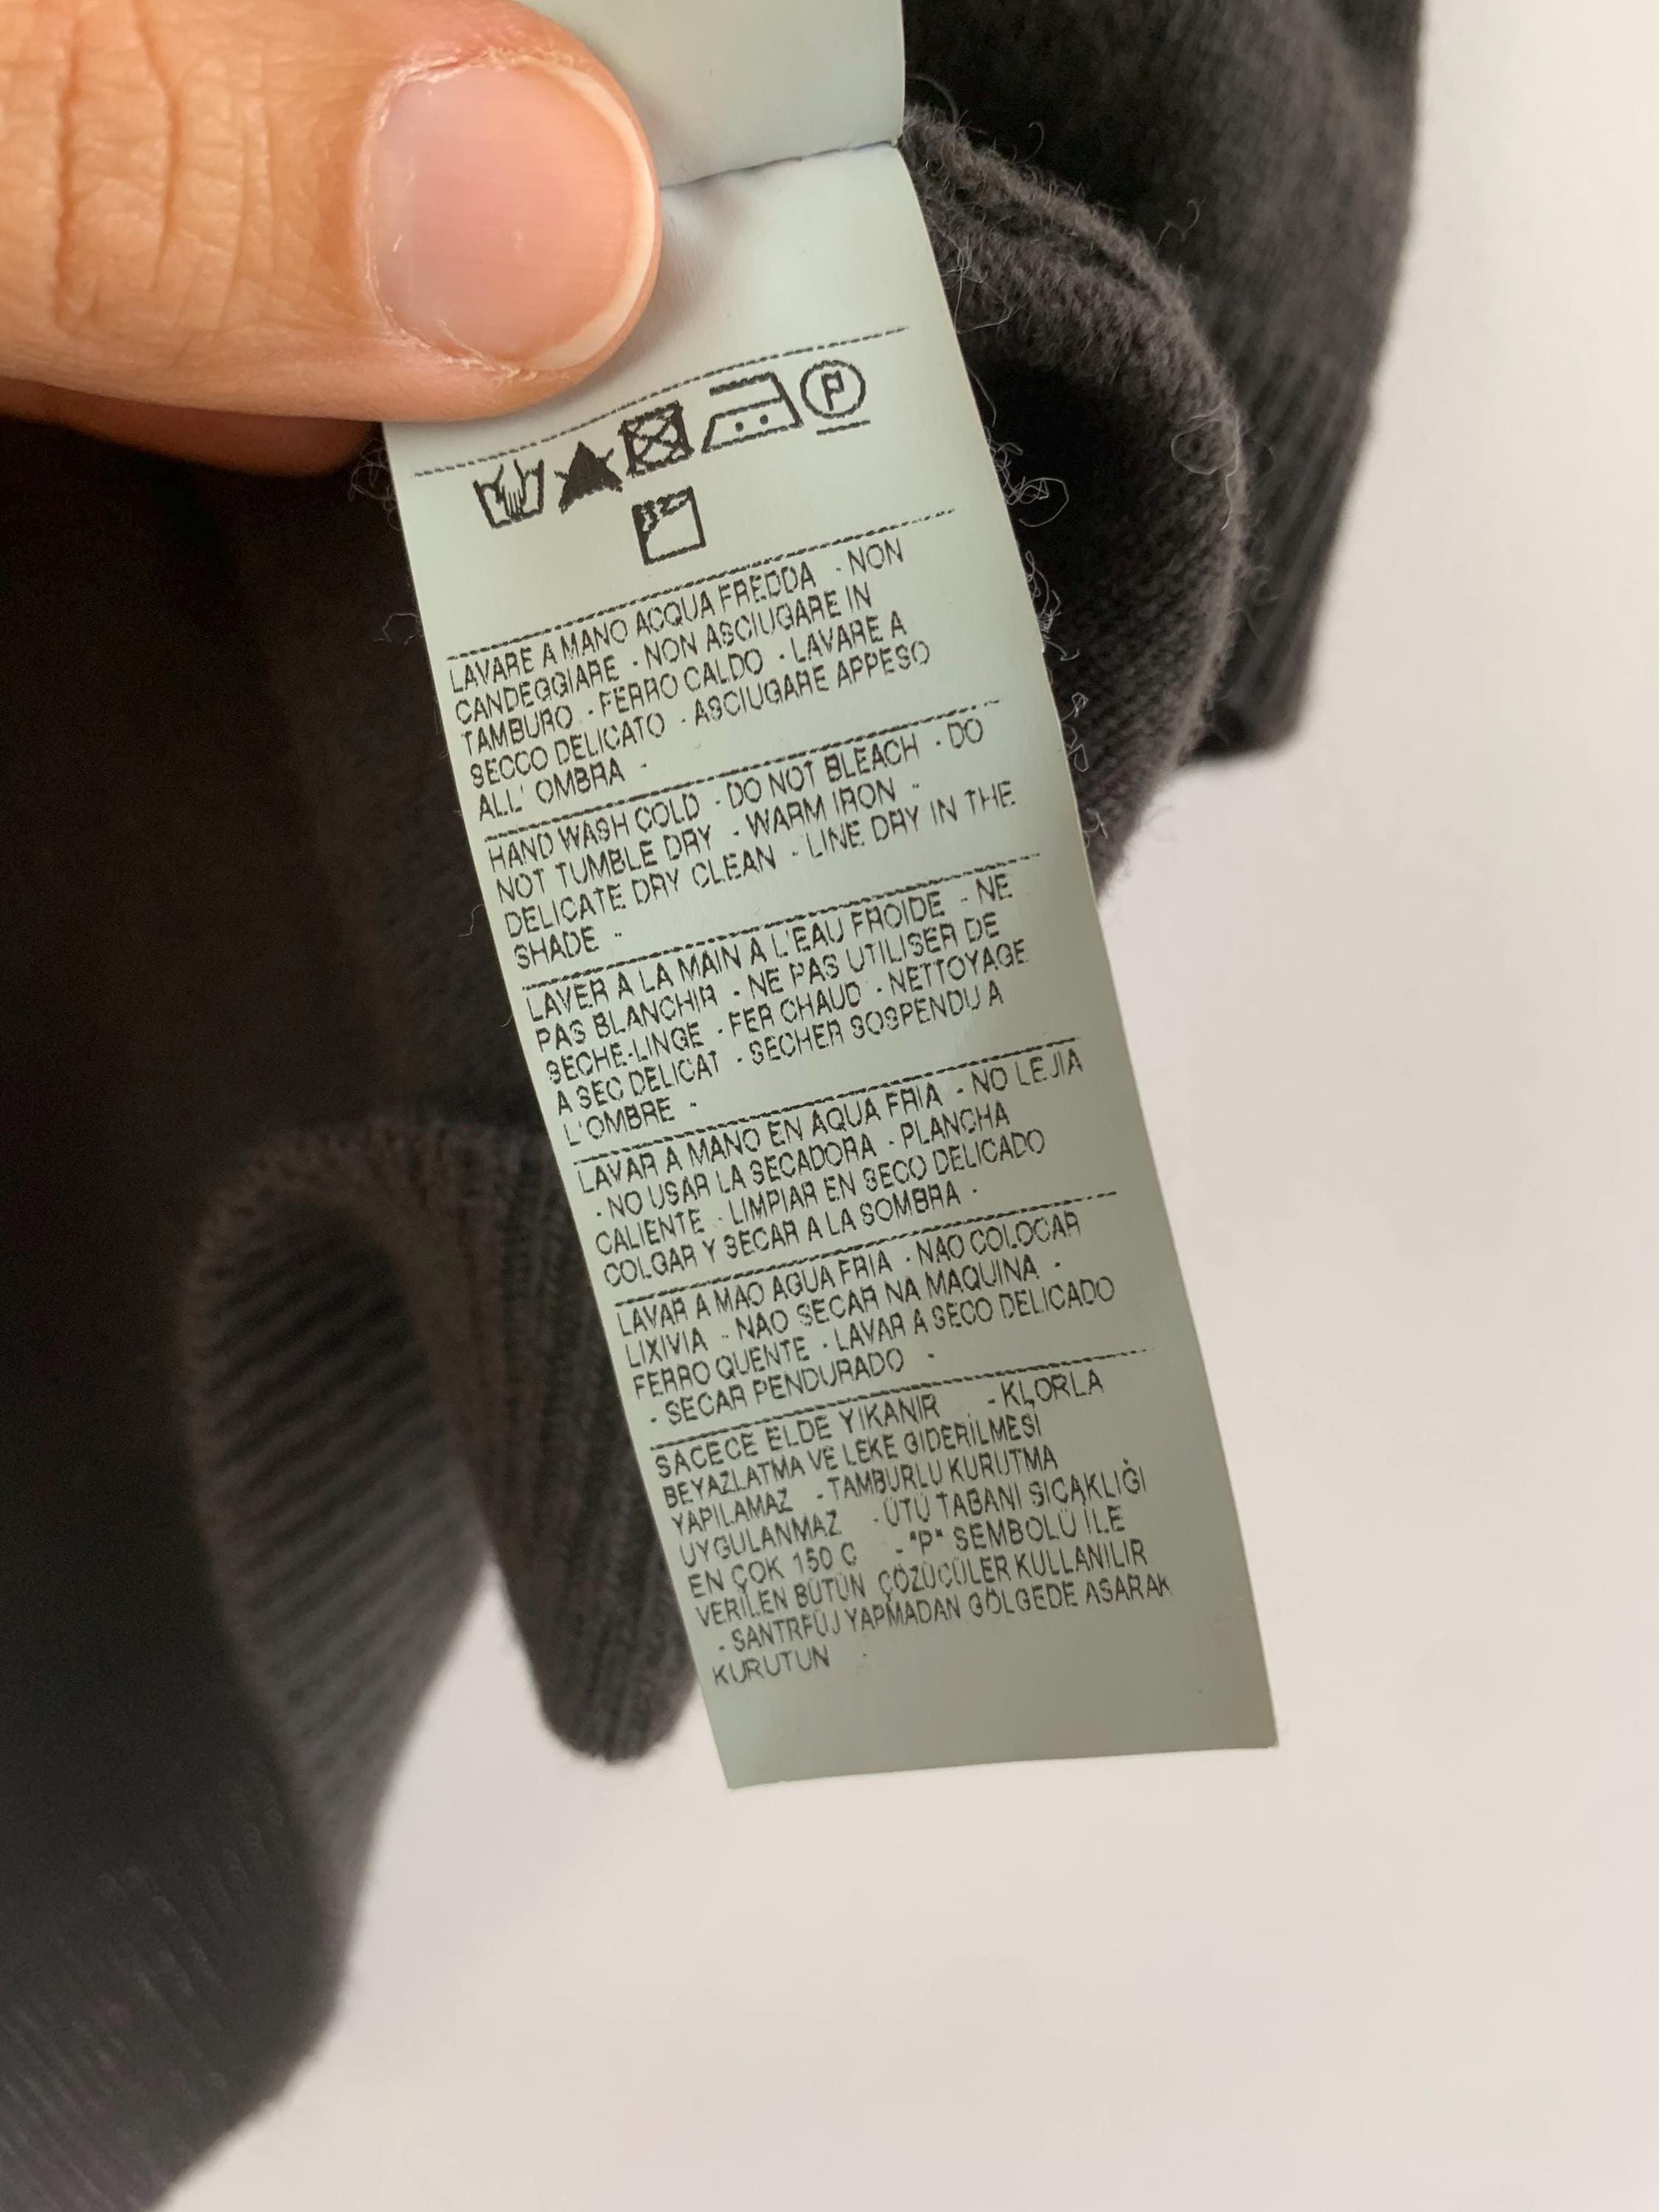 P
LAVARE A MANO ACQUA FREDDA - NON
CANDEGGIARE - NON ASCIUGARE IN
TAMBURO - FERRO CALDO - LAVARE A
SECCO DELICATO - ASCIUGARE APPESO
ALL' OMBRA -
HAND WASH COLD - DO NOT BLEACH - DO
NOT TUMBLE DRY - WARM IRON -
DELICATE DRY CLEAN - LINE DRY IN THE
SHADE -
LAVER A LA MAIN A L'EAU FROIDE - NE
PAS BLANCHIR - NE PAS UTILISER DE
SECHE-LINGE - FER CHAUD - NETTOYAGE
A SEC DELICAT - SECHER SOSPENDU A
L'OMBRE -
LAVAR A MANO EN AQUA FRIA - NO LEJIA
- NO USAR LA SECADORA - PLANCHA
CALIENTE - LIMPIAR EN SECO DELICADO
COLGAR Y SECAR A LA SOMBRA -
LAVAR A MAO AGUA FRIA - NAO COLOCAR
LIXIVIA - NAO SECAR NA MAQUINA -
FERRO QUENTE - LAVAR A SECO DELICADO
- SECAR PENDURADO -
SACECE ELDE YIKANIR - KLORLA
BEYAZLATMA VE LEKE GIDERİLMESİ
YAPILAMAZ - TAMBURLU KURUTMA
UYGULANMAZ - ÜTÜ TABANI SICAKLIĞI
EN ÇOK 150 C - "P" SEMBOLÜ İLE
VERİLEN BÜTÜN ÇÖZÜCÜLER KULLANILIR
- SANTRFÜJ YAPMADAN GÖLGEDE ASARAK
KURUTUN